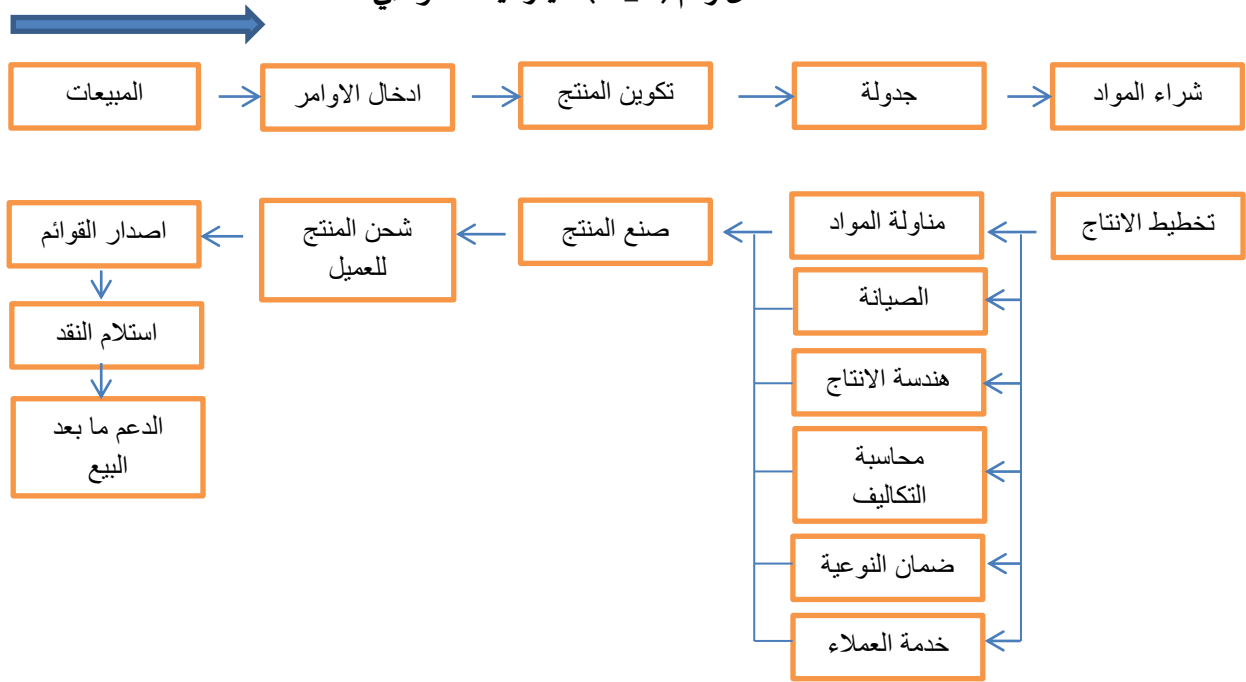 المبيعات
ادخال الاوامر
تكوين المنتج
جدولة
شراء المواد
تخطيط الانتاج
مناولة المواد
الصيانة
هندسة الانتاج
محاسبة
التكاليف
ضمان النوعية
خدمة العملاء
صنع المنتج
شحن المنتج
للعميل
اصدار القوائم
استلام النقد
الدعم ما بعد
البيع